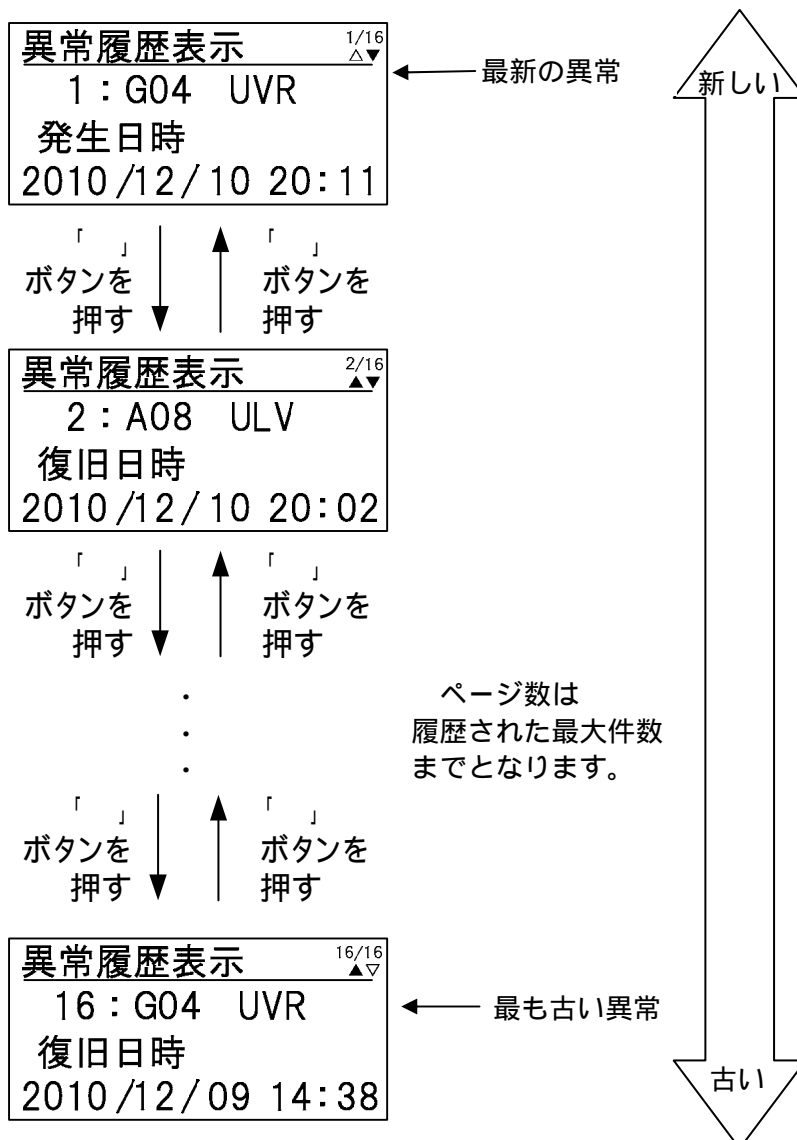 異常履歴表示 1/16
△▼
1：G04 UVR
発生日時
2010/12/10 20:11
最新の異常
新しい
「　」
ボタンを
押す
「　」
ボタンを
押す
異常履歴表示 2/16
▲▼
2：A08 ULV
復旧日時
2010/12/10 20:02
「　」
ボタンを
押す
「　」
ボタンを
押す
・
・
・
ページ数は
履歴された最大件数
までとなります。
「　」
ボタンを
押す
「　」
ボタンを
押す
異常履歴表示 16/16
▲▽
16：G04 UVR
復旧日時
2010/12/09 14:38
最も古い異常
古い